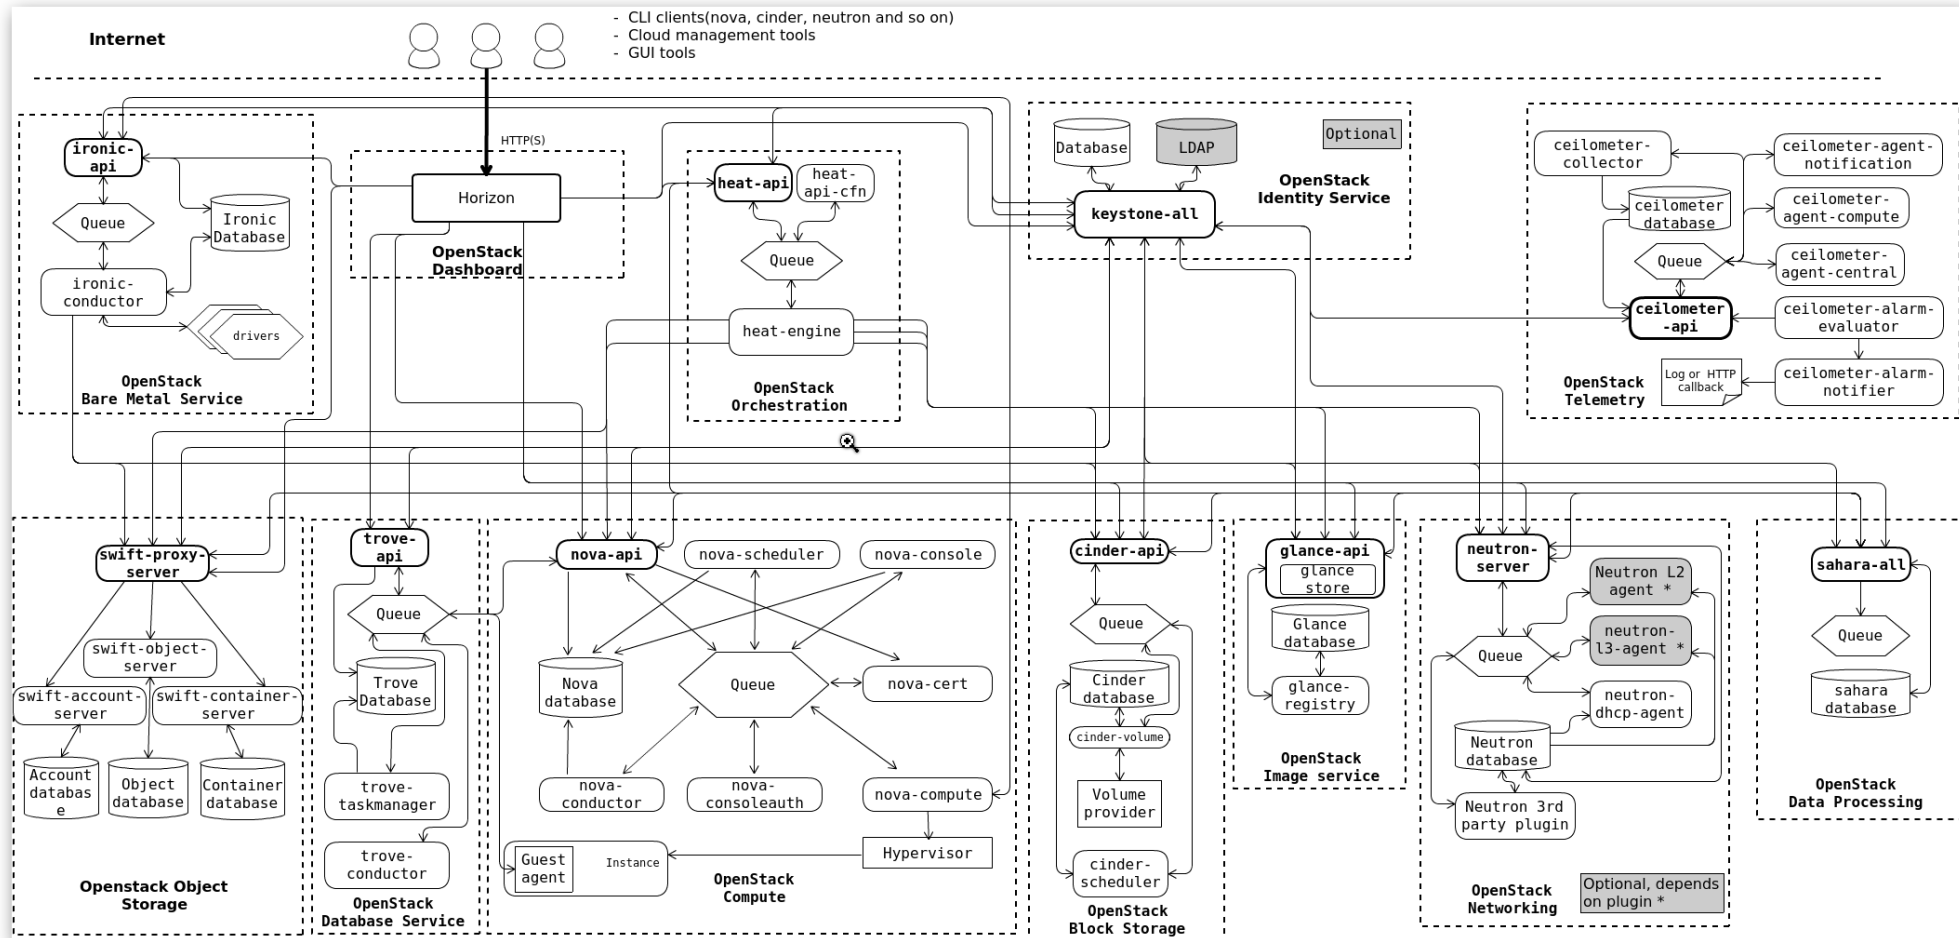 - CLI clients(nova, cinder, neutron and so on)
Internet
- Cloud management tools
- GUI tools
HTTP(S)
ironic-
api
Queue
Ironic
Database
ironic-
conductor
drivers
OpenStack
Bare Metal Service
Horizon
OpenStack
Dashboard
heat-api
heat-
api-cfn
Queue
heat-engine
OpenStack
Orchestration
Database
LDAP
Optional
OpenStack
Identity Service
keystone-all
ceilometer-
collector
ceilometer-agent-
notification
ceilometer
database
ceilometer-
agent-compute
Queue
ceilometer-
agent-central
ceilometer
-api
ceilometer-alarm-
evaluator
Log or HTTP
callback
ceilometer-alarm-
notifier
OpenStack
Telemetry
swift-proxy-
server
swift-object-
server
swift-account-
server
swift-container-
server
Account
databas
e
Object
database
Container
database
Openstack Object
Storage
trove-
api
Queue
Trove
Database
trove-
taskmanager
trove-
conductor
OpenStack
Database Service
nova-api
nova-scheduler
nova-console
Nova
database
Queue
nova-cert
nova-
conductor
nova-
consoleauth
nova-compute
Guest
agent
Instance
Hypervisor
OpenStack
Compute
cinder-api
Queue
Cinder
database
cinder-volume
Volume
provider
cinder-
scheduler
OpenStack
Block Storage
glance-api
glance
store
Glance
database
glance-
registry
OpenStack
Image service
neutron-
server
Neutron L2
agent *
neutron-
l3-agent *
Queue
neutron-
dhcp-agent
Neutron
database
Neutron 3rd
party plugin
OpenStack
Networking
Optional, depends
on plugin *
sahara-all
Queue
sahara
database
OpenStack
Data Processing